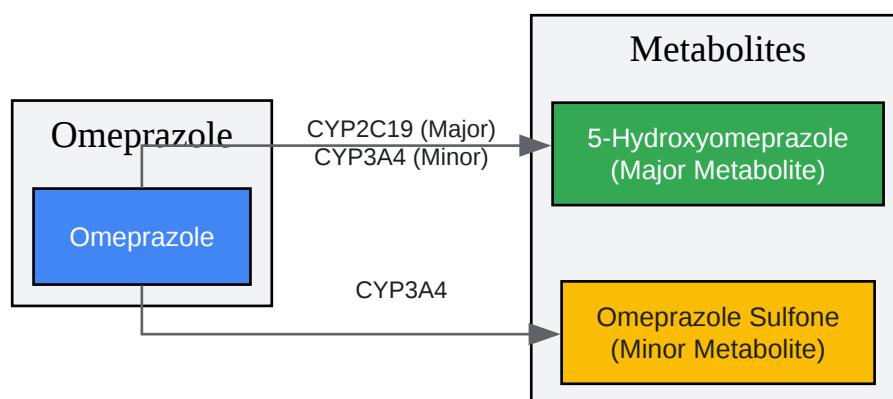 Metabolites
Omeprazole
CYP2C19 (Major)
CYP3A4 (Minor)
5-Hydroxyomeprazole
(Major Metabolite)
Omeprazole
CYP3A4
Omeprazole Sulfone
(Minor Metabolite)